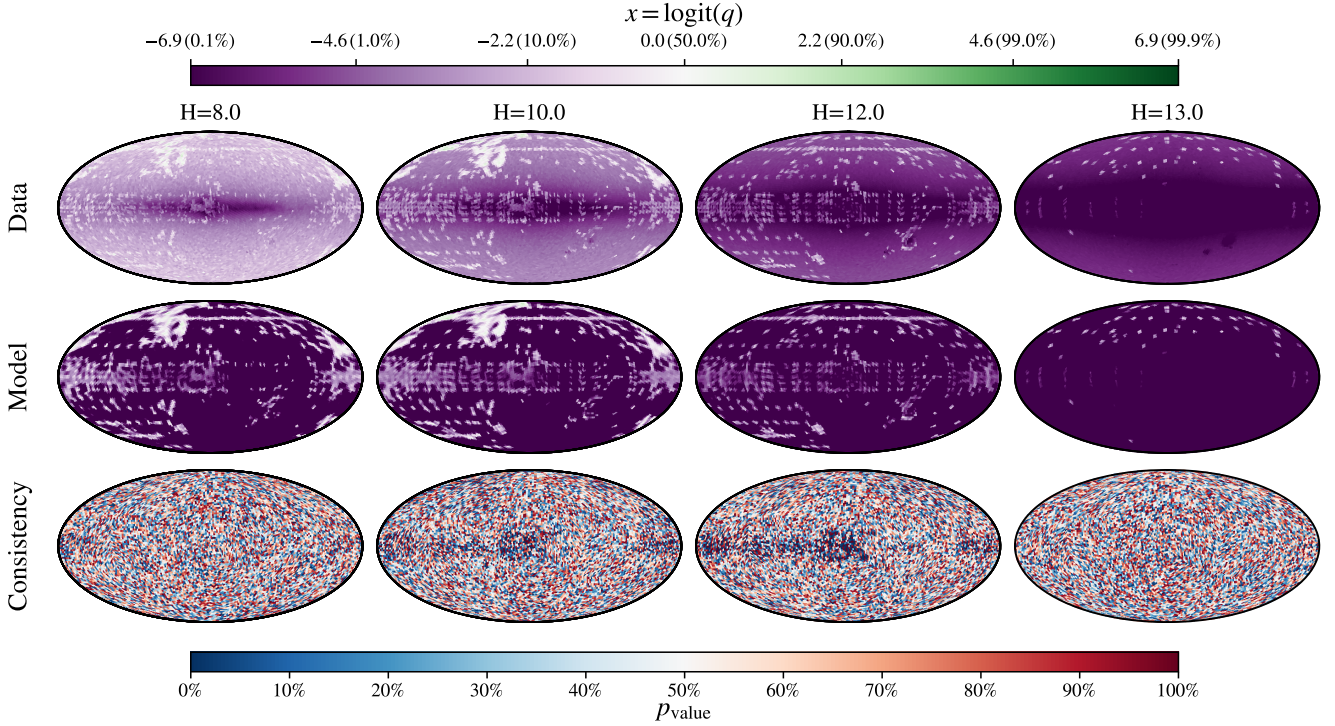 x = logit(q)
−6.9 (0.1%) −4.6 (1.0%) −2.2 (10.0%) 0.0 (50.0%) 2.2 (90.0%) 4.6 (99.0%) 6.9 (99.9%)
H=8.0 H=10.0 H=12.0 H=13.0
Data
Model
Consistency
0% 10% 20% 30% 40% 50% 60% 70% 80% 90% 100%
p_value